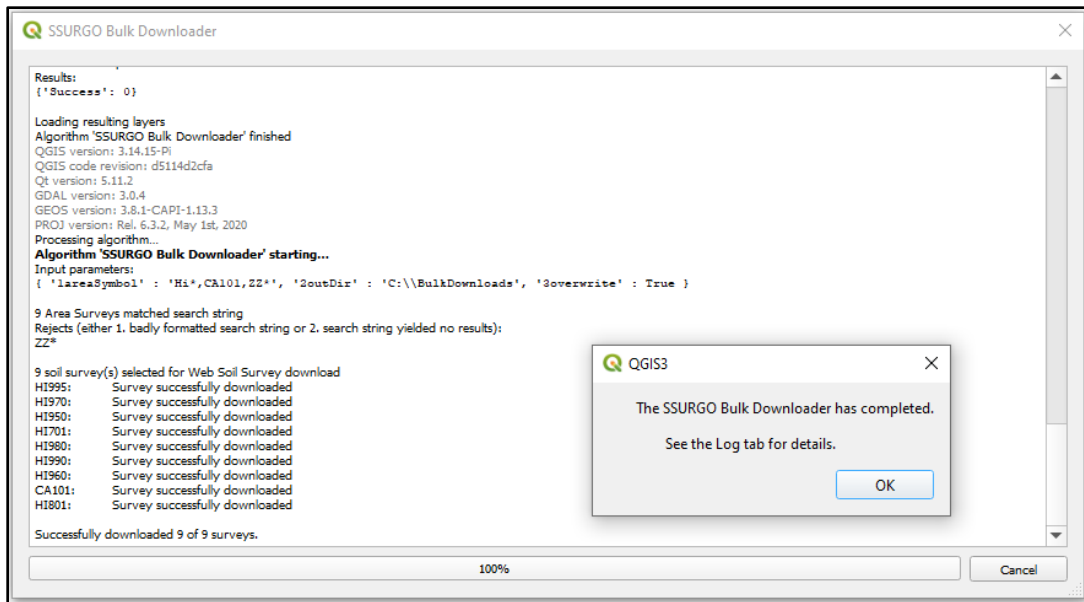 SSURGO Bulk Downloader
Results:
{'Success': 0}
Loading resulting layers
Algorithm 'SSURGO Bulk Downloader' finished
QGIS version: 3.14.15-Pi
QGIS code revision: d5114d2cfa
Qt version: 5.11.2
GDAL version: 3.0.4
GEOS version: 3.8.1-CAPI-1.13.3
PROJ version: Rel. 6.3.2, May 1st, 2020
Processing algorithm...
Algorithm 'SSURGO Bulk Downloader' starting...
Input parameters:
{ '1areaSymbol' : 'Hi*,CA101,ZZ*', '2outDir' : 'C:\\BulkDownloads', '3overwrite' : True }
9 Area Surveys matched search string
Rejects (either 1. badly formatted search string or 2. search string yielded no results):
ZZ*
9 soil survey(s) selected for Web Soil Survey download
HI995: Survey successfully downloaded
HI970: Survey successfully downloaded
HI950: Survey successfully downloaded
HI701: Survey successfully downloaded
HI980: Survey successfully downloaded
HI990: Survey successfully downloaded
HI960: Survey successfully downloaded
CA101: Survey successfully downloaded
HI801: Survey successfully downloaded
Successfully downloaded 9 of 9 surveys.
QGIS3
The SSURGO Bulk Downloader has completed.
See the Log tab for details.
OK
100%
Cancel